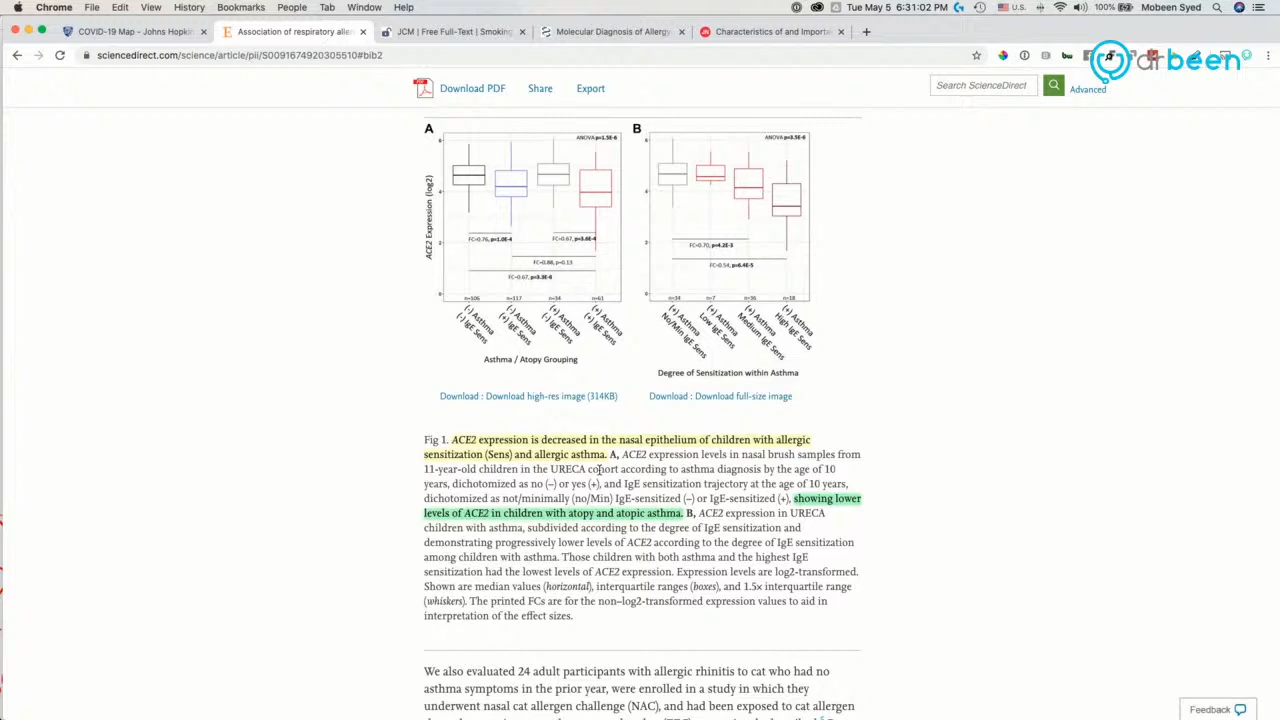 Chrome File Edit View History Bookmarks People Tab Window Help
100% Tue May 5 6:31:02 PM Mobeen Syed
COVID-19 Map - Johns Hopkin
Association of respiratory aller
JCM | Free Full-Text | Smoking
Molecular Diagnosis of Allergy
Characteristics of and Importa
sciencedirect.com/science/article/pii/S0091674920305510#bib2
drbeen
Download PDF Share Export
Search ScienceDirect
Advanced
A
ANOVA p=1.5E-6
ACE2 Expression (log2)
6
4
2
0
FC=0.76, p=1.0E-4
FC=0.67, p=3.6E-4
FC=0.88, p=0.13
FC=0.67, p=3.3E-6
n=106 n=117 n=34 n=61
(-) Asthma
(-) IgE Sens
(-) Asthma
(+) IgE Sens
(+) Asthma
(-) IgE Sens
(+) Asthma
(+) IgE Sens
Asthma / Atopy Grouping
B
ANOVA p=3.5E-6
6
4
2
0
FC=0.70, p=4.2E-3
FC=0.54, p=6.4E-5
n=34 n=7 n=36 n=18
(+) Asthma
No/Min IgE Sens
(+) Asthma
Low IgE Sens
(+) Asthma
Medium IgE Sens
(+) Asthma
High IgE Sens
Degree of Sensitization within Asthma
Download : Download high-res image (314KB)
Download : Download full-size image
Fig 1. ACE2 expression is decreased in the nasal epithelium of children with allergic
sensitization (Sens) and allergic asthma. A, ACE2 expression levels in nasal brush samples from
11-year-old children in the URECA cohort according to asthma diagnosis by the age of 10
years, dichotomized as no (–) or yes (+), and IgE sensitization trajectory at the age of 10 years,
dichotomized as not/minimally (no/Min) IgE-sensitized (–) or IgE-sensitized (+), showing lower
levels of ACE2 in children with atopy and atopic asthma. B, ACE2 expression in URECA
children with asthma, subdivided according to the degree of IgE sensitization and
demonstrating progressively lower levels of ACE2 according to the degree of IgE sensitization
among children with asthma. Those children with both asthma and the highest IgE
sensitization had the lowest levels of ACE2 expression. Expression levels are log2-transformed.
Shown are median values (horizontal), interquartile ranges (boxes), and 1.5× interquartile range
(whiskers). The printed FCs are for the non–log2-transformed expression values to aid in
interpretation of the effect sizes.
We also evaluated 24 adult participants with allergic rhinitis to cat who had no
asthma symptoms in the prior year, were enrolled in a study in which they
underwent nasal cat allergen challenge (NAC), and had been exposed to cat allergen
Feedback